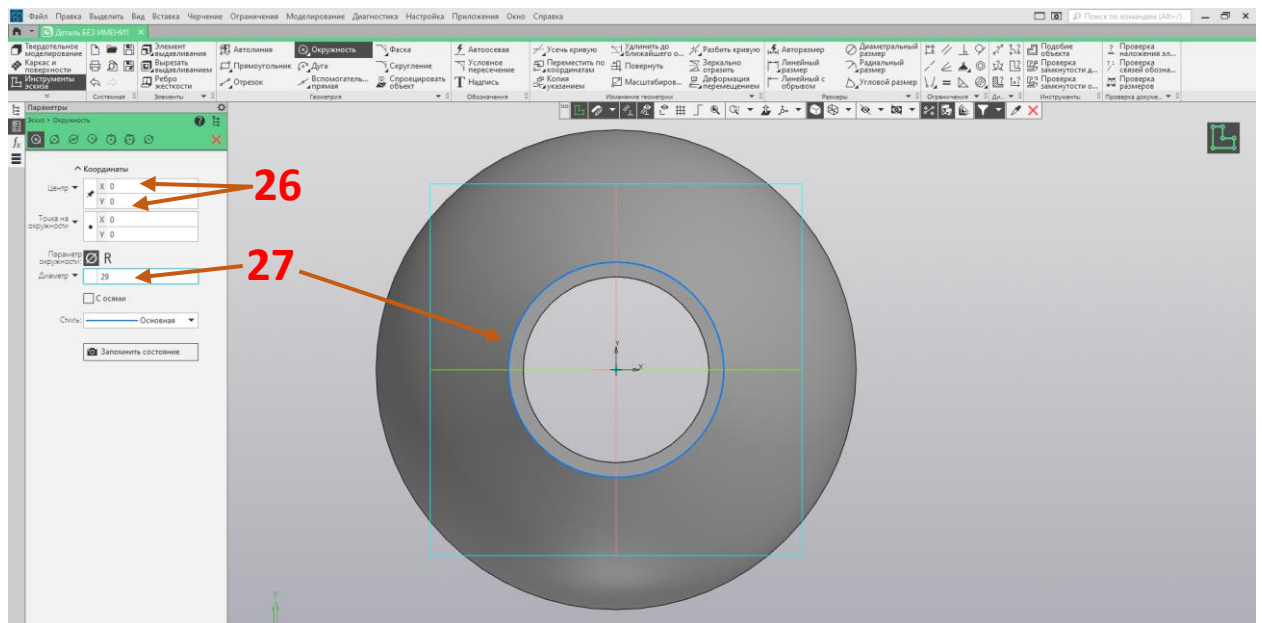 Файл Правка Выделить Вид Вставка Черчение Ограничения Моделирование Диагностика Настройка Приложения Окно Справка
Поиск по командам (Alt+/)
Деталь БЕЗ ИМЕНИ1
Твердотельное моделирование
Каркас и поверхности
Инструменты эскиза
Элемент выдавливания
Вырезать выдавливанием
Ребро жесткости
Системная
Элементы
Автолиния
Прямоугольник
Отрезок
Окружность
Дуга
Вспомогатель... прямая
Фаска
Скругление
Спроецировать объект
Геометрия
Автоосевая
Условное пересечение
Надпись
Обозначения
Усечь кривую
Переместить по координатам
Копия указанием
Удлинить до ближайшего о...
Повернуть
Масштабиров...
Разбить кривую
Зеркально отразить
Деформация перемещением
Изменение геометрии
Авторазмер
Линейный размер
Линейный с обрывом
Диаметральный размер
Радиальный размер
Угловой размер
Размеры
Ограничения
Ди...
Подобие объекта
Проверка замкнутости д...
Проверка замкнутости о...
Инструменты
Проверка наложения эл...
Проверка связей обозна...
Проверка размеров
Проверка докуме...
Параметры
Эскиз > Окружность
Координаты
Центр X 0
Y 0
Точка на окружности X 0
Y 0
Параметр окружности: R
Диаметр 29
С осями
Стиль: Основная
Запомнить состояние
26
27
Y
X
Y